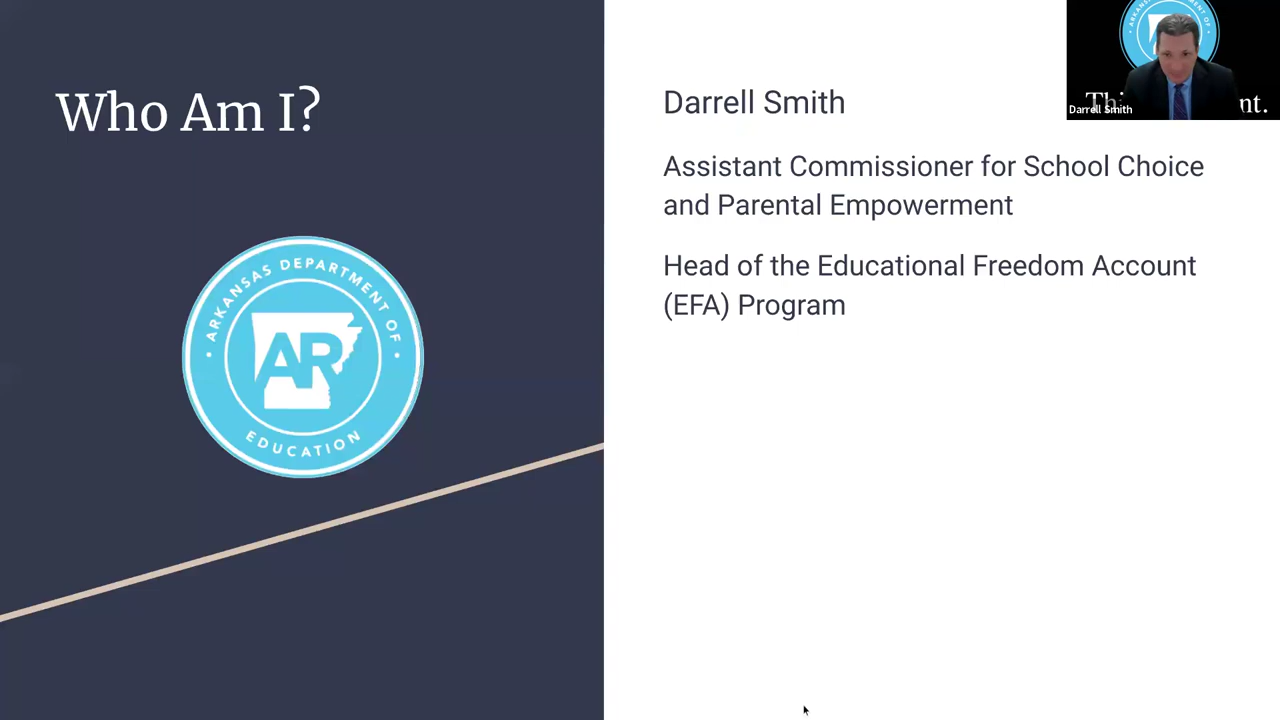 Who Am I?
ARKANSAS DEPARTMENT OF
AR
EDUCATION
Darrell Smith
Assistant Commissioner for School Choice
and Parental Empowerment
Head of the Educational Freedom Account
(EFA) Program
Darrell Smith